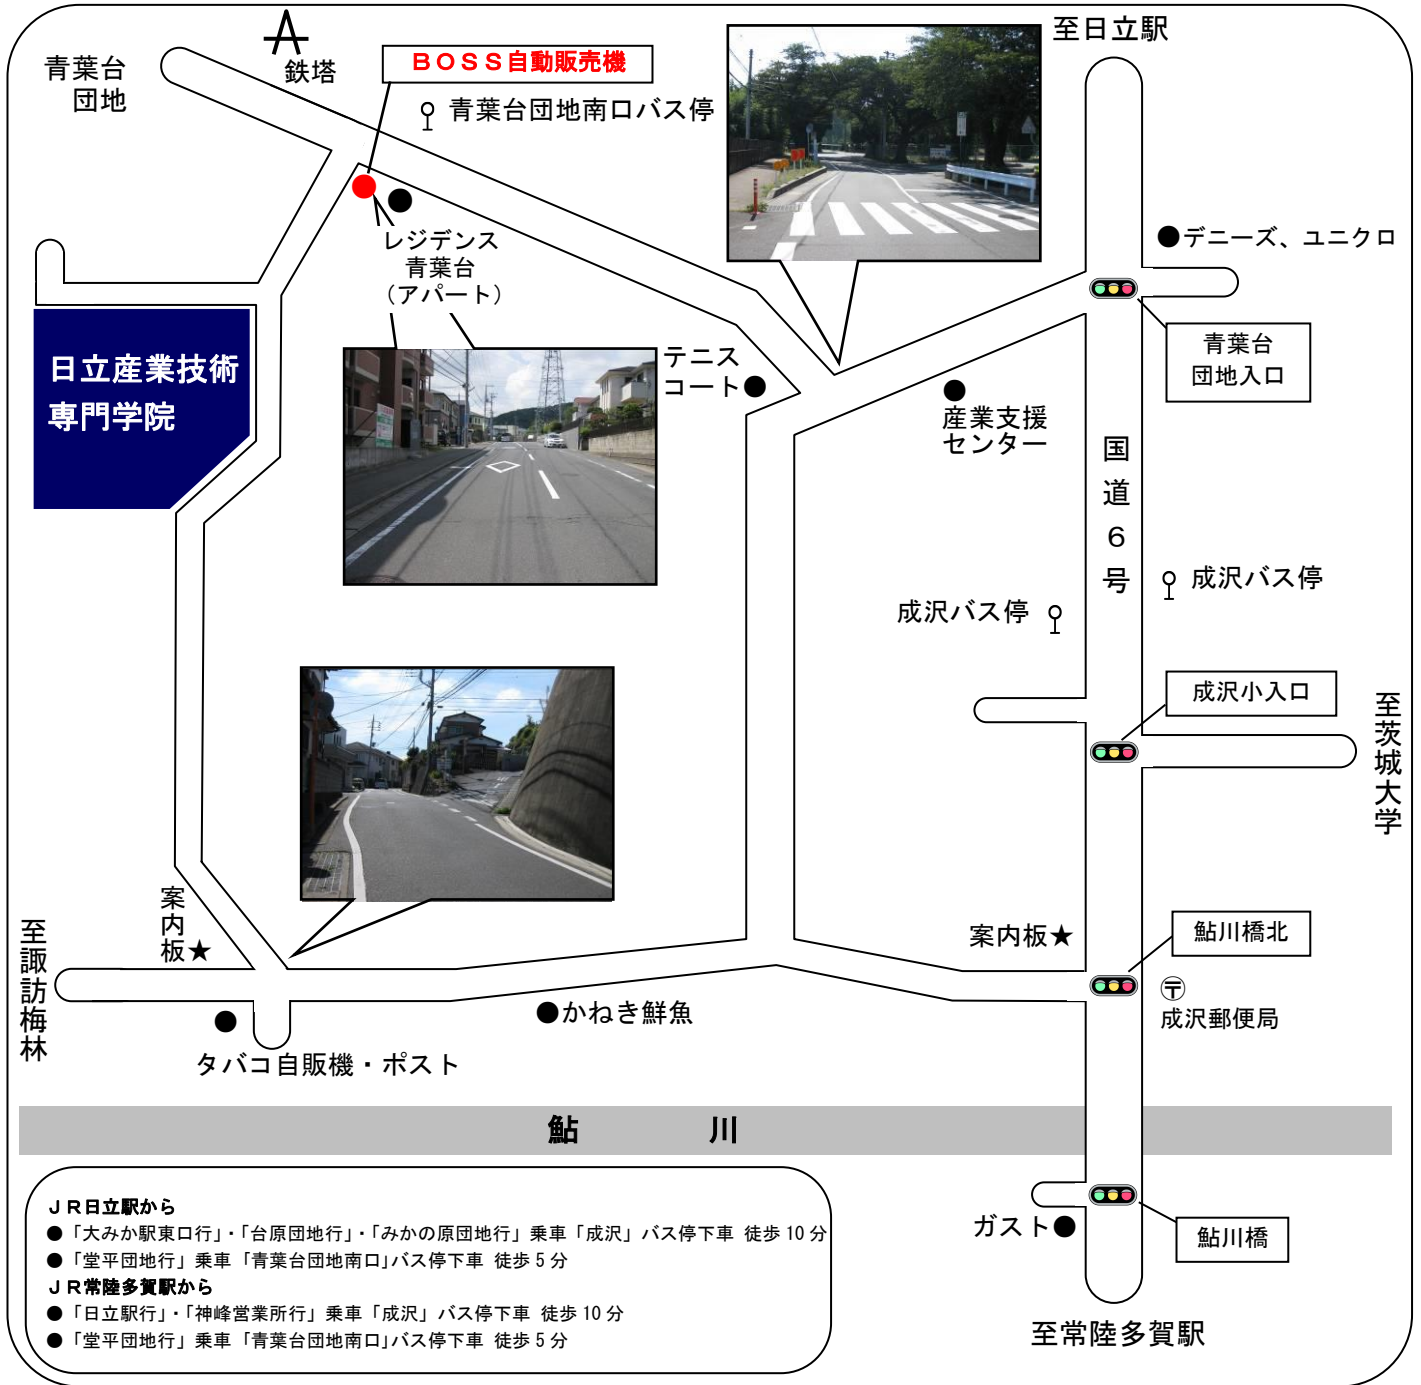 至日立駅
鉄塔
BOSS自動販売機
青葉台
団地
青葉台団地南口バス停
レジデンス
青葉台
（アパート）
●デニーズ、ユニクロ
青葉台
団地入口
日立産業技術
専門学院
テニス
コート●
●
産業支援
センター
国道6号
成沢バス停
成沢バス停
成沢小入口
至茨城大学
案内板★
案内板★
鮎川橋北
至諏訪梅林
〒
成沢郵便局
●かねき鮮魚
タバコ自販機・ポスト
鮎　川
ガスト●
鮎川橋
至常陸多賀駅
ＪＲ日立駅から
●「大みか駅東口行」・「台原団地行」・「みかの原団地行」乗車「成沢」バス停下車 徒歩10分
●「堂平団地行」乗車「青葉台団地南口」バス停下車 徒歩5分
ＪＲ常陸多賀駅から
●「日立駅行」・「神峰営業所行」乗車「成沢」バス停下車 徒歩10分
●「堂平団地行」乗車「青葉台団地南口」バス停下車 徒歩5分